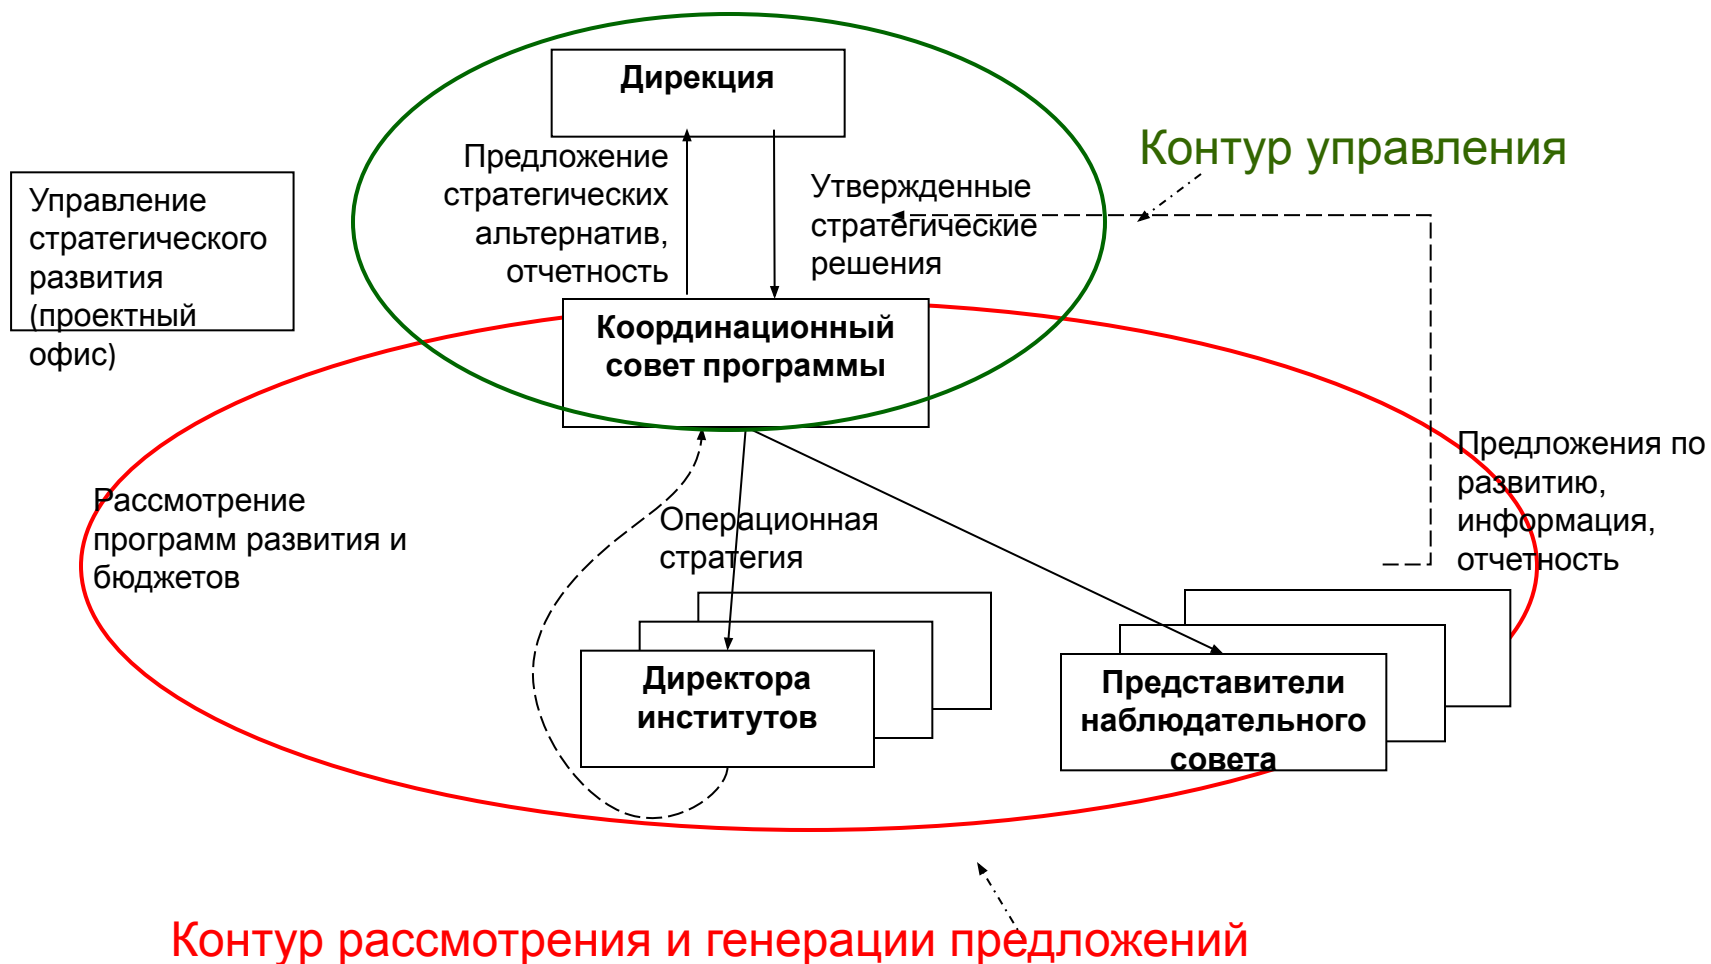 Дирекция
Контур управления
Предложение
стратегических
альтернатив,
отчетность
Утвержденные
стратегические
решения
Управление
стратегического
развития
(проектный
офис)
Координационный
совет программы
Предложения по
развитию,
информация,
отчетность
Рассмотрение
программ развития и
бюджетов
Операционная
стратегия
Директора
институтов
Представители
наблюдательного
совета
Контур рассмотрения и генерации предложений